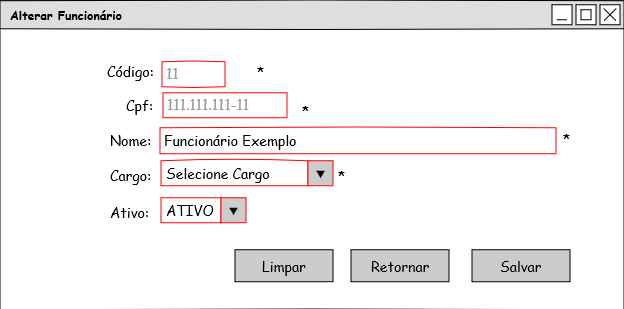 Alterar Funcionário
Código: 11 *
Cpf: 111.111.111-11 *
Nome: Funcionário Exemplo *
Cargo: Selecione Cargo *
Ativo: ATIVO
Limpar Retornar Salvar